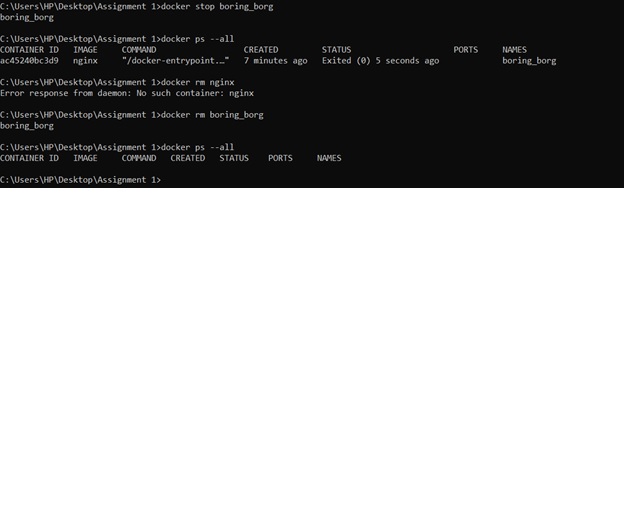 C:\Users\HP\Desktop\Assignment 1>docker stop boring_borg
boring_borg
C:\Users\HP\Desktop\Assignment 1>docker ps --all
CONTAINER ID   IMAGE     COMMAND                  CREATED         STATUS                     PORTS     NAMES
ac45240bc3d9   nginx     "/docker-entrypoint.…"   7 minutes ago   Exited (0) 5 seconds ago             boring_borg
C:\Users\HP\Desktop\Assignment 1>docker rm nginx
Error response from daemon: No such container: nginx
C:\Users\HP\Desktop\Assignment 1>docker rm boring_borg
boring_borg
C:\Users\HP\Desktop\Assignment 1>docker ps --all
CONTAINER ID   IMAGE     COMMAND   CREATED   STATUS    PORTS     NAMES
C:\Users\HP\Desktop\Assignment 1>